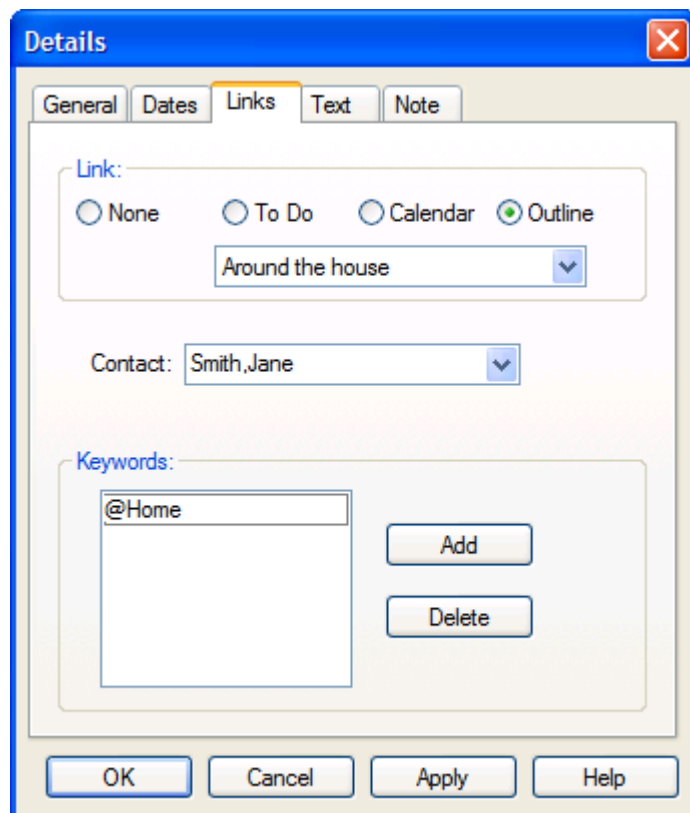 Details
General Dates Links Text Note
Link:
None To Do Calendar Outline
Around the house
Contact: Smith,Jane
Keywords:
@Home
Add
Delete
OK Cancel Apply Help